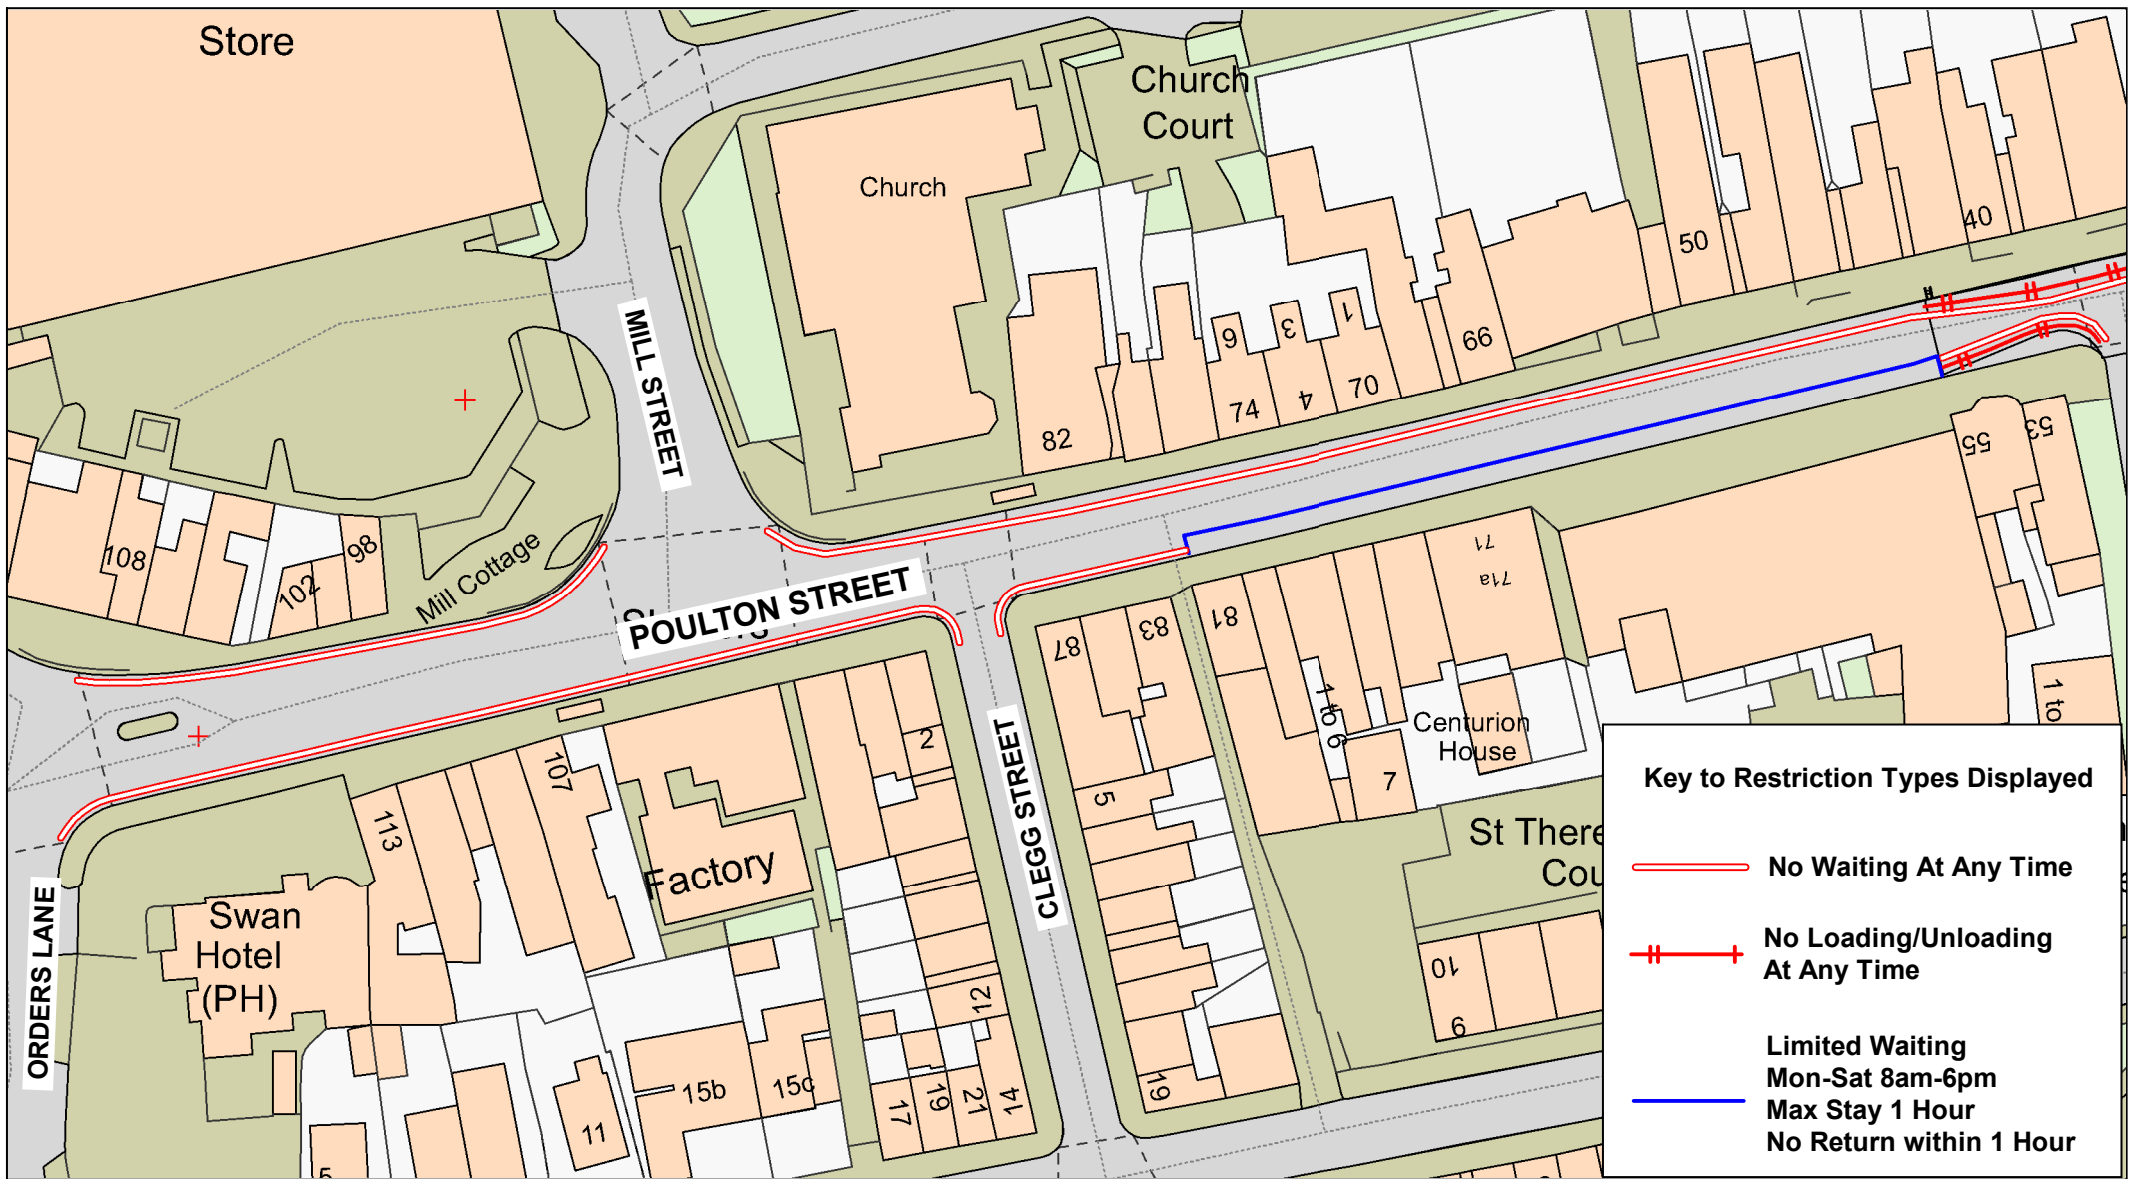 Store
Church
Court
Church
40
50
MILL STREET
6
3
1
66
70
4
74
82
55
53
108
102
98
Mill Cottage
71
71a
POULTON STREET
81
83
87
1 to 6
Centurion
House
1 to
2
107
7
5
113
Factory
CLEGG STREET
St There
Cou
Swan
Hotel
(PH)
ORDERS LANE
10
9
12
15b
15c
17
19
21
14
19
11
5
Key to Restriction Types Displayed
No Waiting At Any Time
No Loading/Unloading
At Any Time
Limited Waiting
Mon-Sat 8am-6pm
Max Stay 1 Hour
No Return within 1 Hour